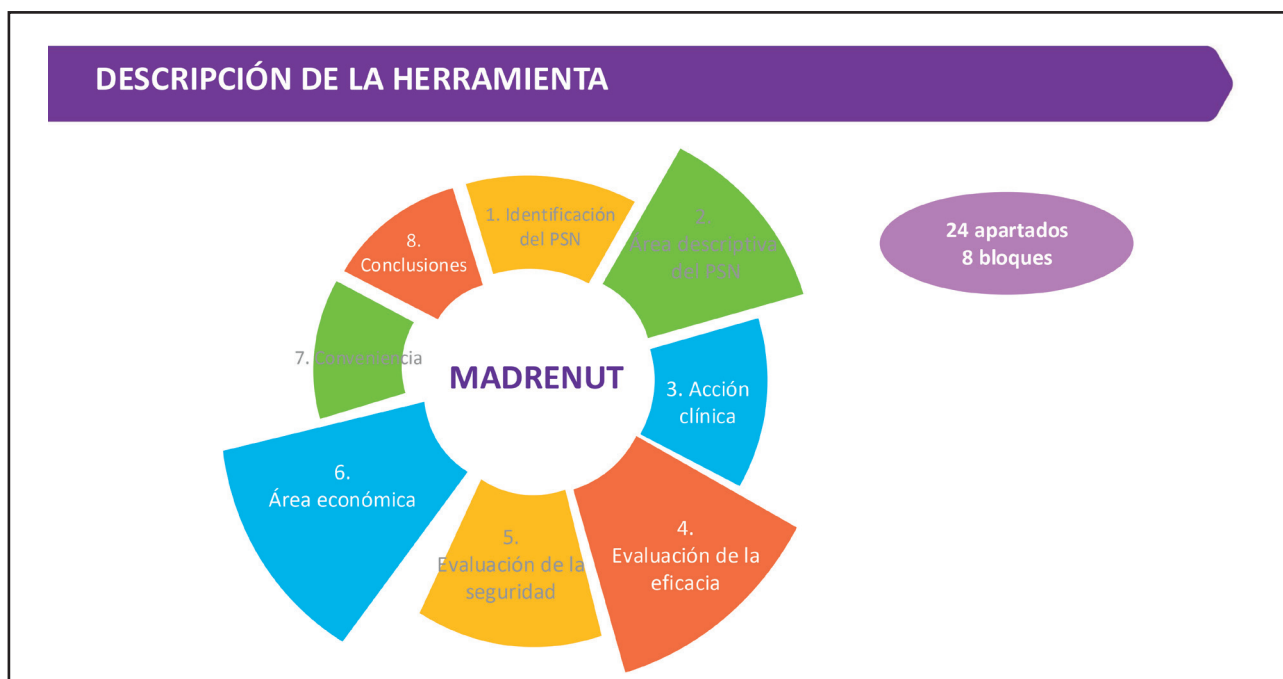 DESCRIPCIÓN DE LA HERRAMIENTA
1. Identificación
del PSN
2.
Área descriptiva
del PSN
24 apartados
8 bloques
3. Acción
clínica
4.
Evaluación de la
eficacia
5.
Evaluación de la
seguridad
6.
Área económica
7. Conveniencia
8.
Conclusiones
MADRENUT